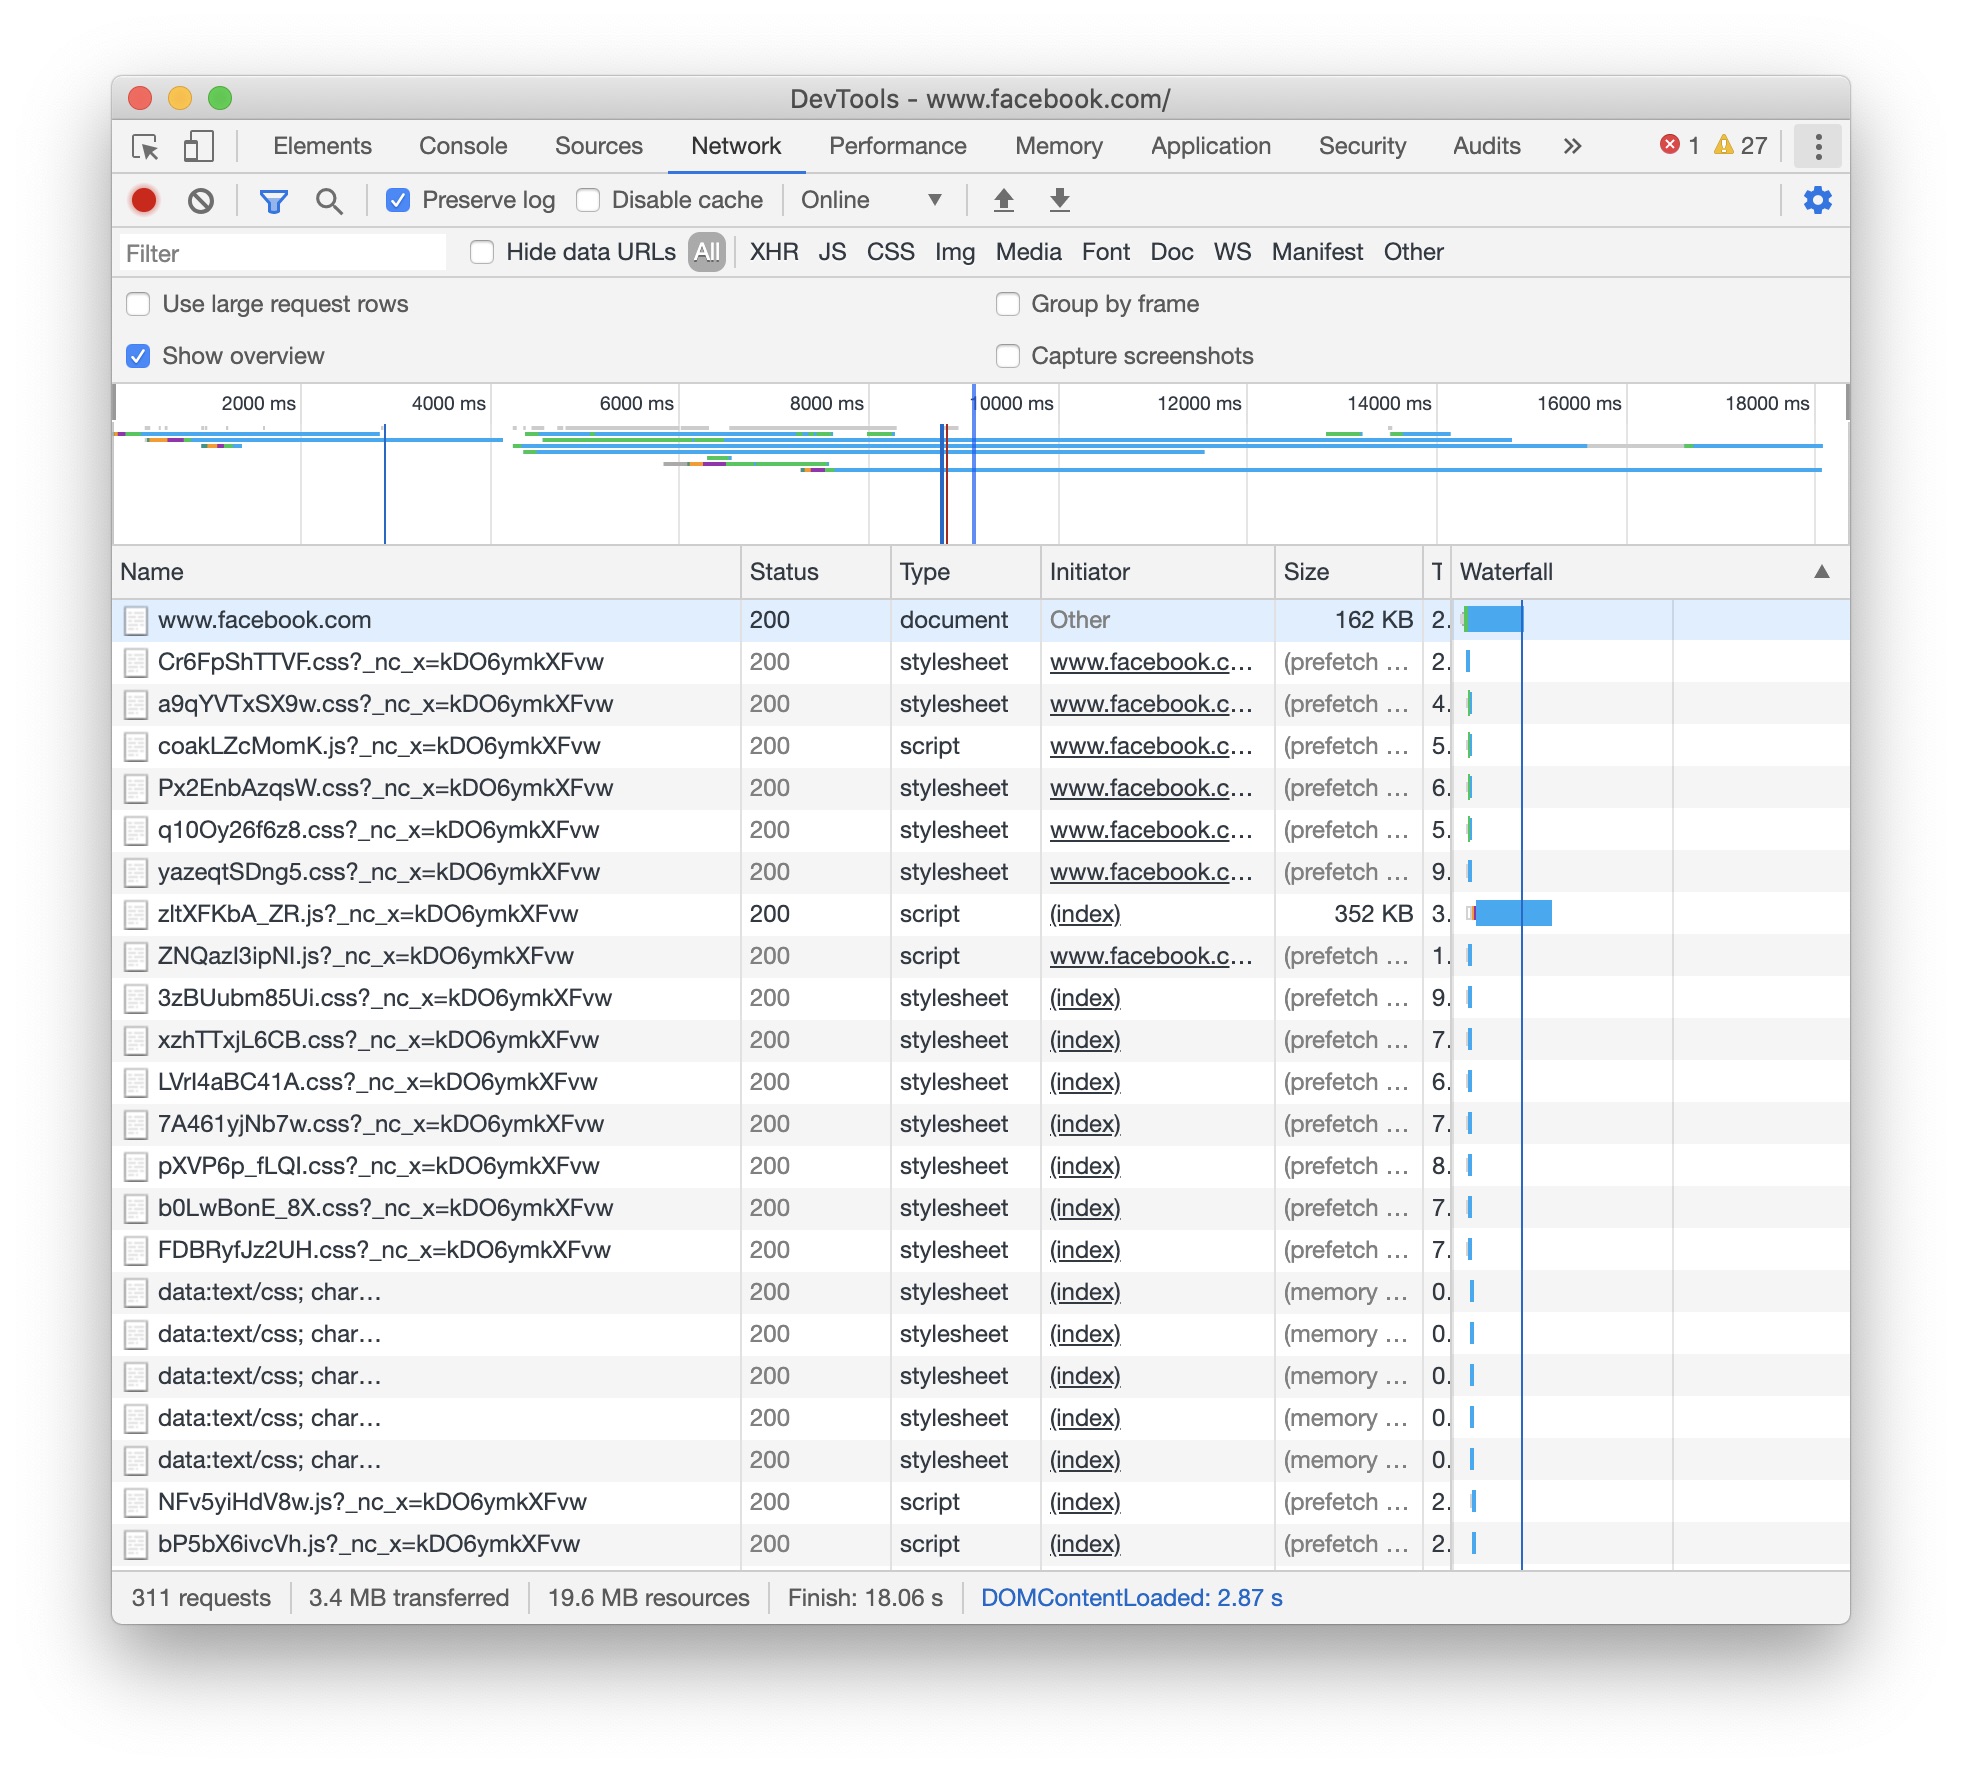 DevTools - www.facebook.com/
Elements Console Sources Network Performance Memory Application Security Audits » 1 27
Preserve log Disable cache Online
Filter Hide data URLs All XHR JS CSS Img Media Font Doc WS Manifest Other
Use large request rows Group by frame
Show overview Capture screenshots
2000 ms 4000 ms 6000 ms 8000 ms 10000 ms 12000 ms 14000 ms 16000 ms 18000 ms
Name Status Type Initiator Size T Waterfall
www.facebook.com 200 document Other 162 KB 2.
Cr6FpShTTVF.css?_nc_x=kDO6ymkXFvw 200 stylesheet www.facebook.c… (prefetch … 2.
a9qYVTxSX9w.css?_nc_x=kDO6ymkXFvw 200 stylesheet www.facebook.c… (prefetch … 4.
coakLZcMomK.js?_nc_x=kDO6ymkXFvw 200 script www.facebook.c… (prefetch … 5.
Px2EnbAzqsW.css?_nc_x=kDO6ymkXFvw 200 stylesheet www.facebook.c… (prefetch … 6.
q10Oy26f6z8.css?_nc_x=kDO6ymkXFvw 200 stylesheet www.facebook.c… (prefetch … 5.
yazeqtSDng5.css?_nc_x=kDO6ymkXFvw 200 stylesheet www.facebook.c… (prefetch … 9.
zltXFKbA_ZR.js?_nc_x=kDO6ymkXFvw 200 script (index) 352 KB 3.
ZNQazI3ipNI.js?_nc_x=kDO6ymkXFvw 200 script www.facebook.c… (prefetch … 1.
3zBUubm85Ui.css?_nc_x=kDO6ymkXFvw 200 stylesheet (index) (prefetch … 9.
xzhTTxjL6CB.css?_nc_x=kDO6ymkXFvw 200 stylesheet (index) (prefetch … 7.
LVrI4aBC41A.css?_nc_x=kDO6ymkXFvw 200 stylesheet (index) (prefetch … 6.
7A461yjNb7w.css?_nc_x=kDO6ymkXFvw 200 stylesheet (index) (prefetch … 7.
pXVP6p_fLQI.css?_nc_x=kDO6ymkXFvw 200 stylesheet (index) (prefetch … 8.
b0LwBonE_8X.css?_nc_x=kDO6ymkXFvw 200 stylesheet (index) (prefetch … 7.
FDBRyfJz2UH.css?_nc_x=kDO6ymkXFvw 200 stylesheet (index) (prefetch … 7.
data:text/css; char… 200 stylesheet (index) (memory … 0.
data:text/css; char… 200 stylesheet (index) (memory … 0.
data:text/css; char… 200 stylesheet (index) (memory … 0.
data:text/css; char… 200 stylesheet (index) (memory … 0.
data:text/css; char… 200 stylesheet (index) (memory … 0.
NFv5yiHdV8w.js?_nc_x=kDO6ymkXFvw 200 script (index) (prefetch … 2.
bP5bX6ivcVh.js?_nc_x=kDO6ymkXFvw 200 script (index) (prefetch … 2.
311 requests 3.4 MB transferred 19.6 MB resources Finish: 18.06 s DOMContentLoaded: 2.87 s